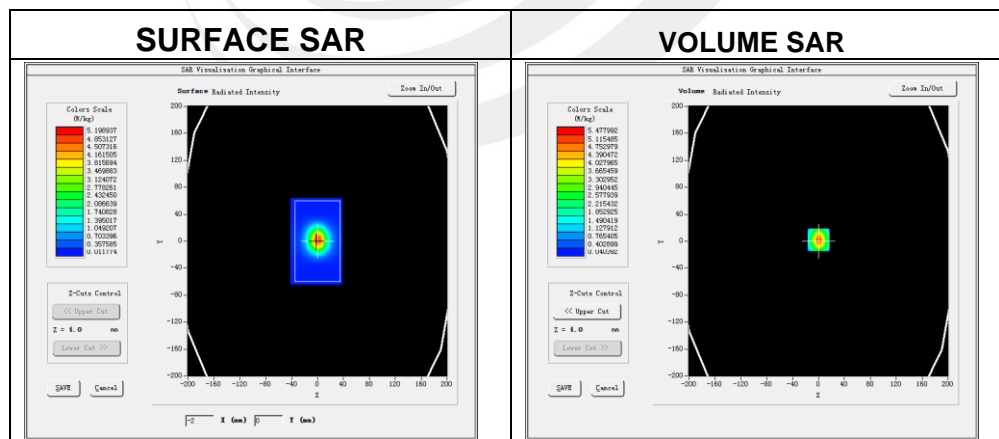 SURFACE SAR
VOLUME SAR
SAR Visualisation Graphical Interface
Surface Radiated Intensity
Zoom In/Out
Colors Scale
(W/kg)
5.198937
4.853127
4.507316
4.161505
3.815694
3.469883
3.124072
2.778261
2.432450
2.086639
1.740828
1.395017
1.049207
0.703396
0.357585
0.011774
Z-Cuts Control
<< Upper Cut
Z = 4.0 mm
Lower Cut >>
SAVE
Cancel
200
160
120
80
40
0
-40
-80
-120
-160
-200
Y
-200 -160 -120 -80 -40 0 40 80 120 160 200
X
-2 X (mm) 0 Y (mm)
SAR Visualisation Graphical Interface
Volume Radiated Intensity
Zoom In/Out
Colors Scale
(W/kg)
5.477992
5.115485
4.752979
4.390472
4.027965
3.665459
3.302952
2.940445
2.577939
2.215432
1.852925
1.490419
1.127912
0.765405
0.402899
0.040392
Z-Cuts Control
<< Upper Cut
Z = 4.0 mm
Lower Cut >>
SAVE
Cancel
200
160
120
80
40
0
-40
-80
-120
-160
-200
Y
-200 -160 -120 -80 -40 0 40 80 120 160 200
X